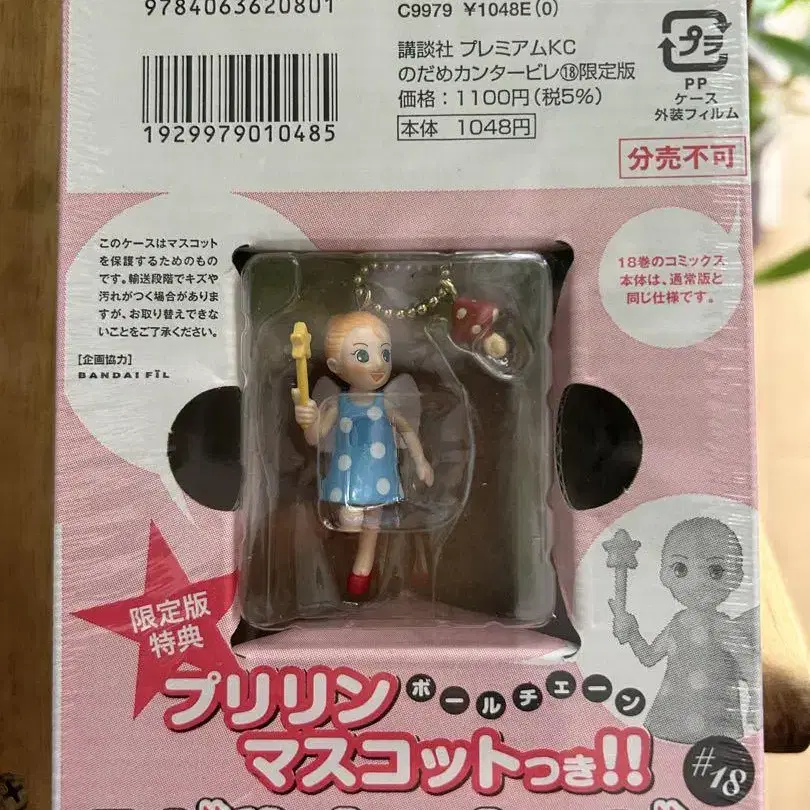 9784063620801
C9979 ¥1048E(0)
1929979010485
講談社 プレミアムKC
のだめカンタービレ⑱限定版
価格：1100円(税5％)
本体 1048円
プラ
PP
ケース
外装フィルム
分売不可
このケースはマスコット
を保護するためのもの
です。輸送段階でキズや
汚れがつく場合がありま
すが、お取り替えできな
いことをご了承ください。
[企画協力]
BANDAI FIL
18巻のコミックス
本体は、通常版と
同じ仕様です。
限定版
特典
プリリン ボールチェーン
マスコットつき!!
#18